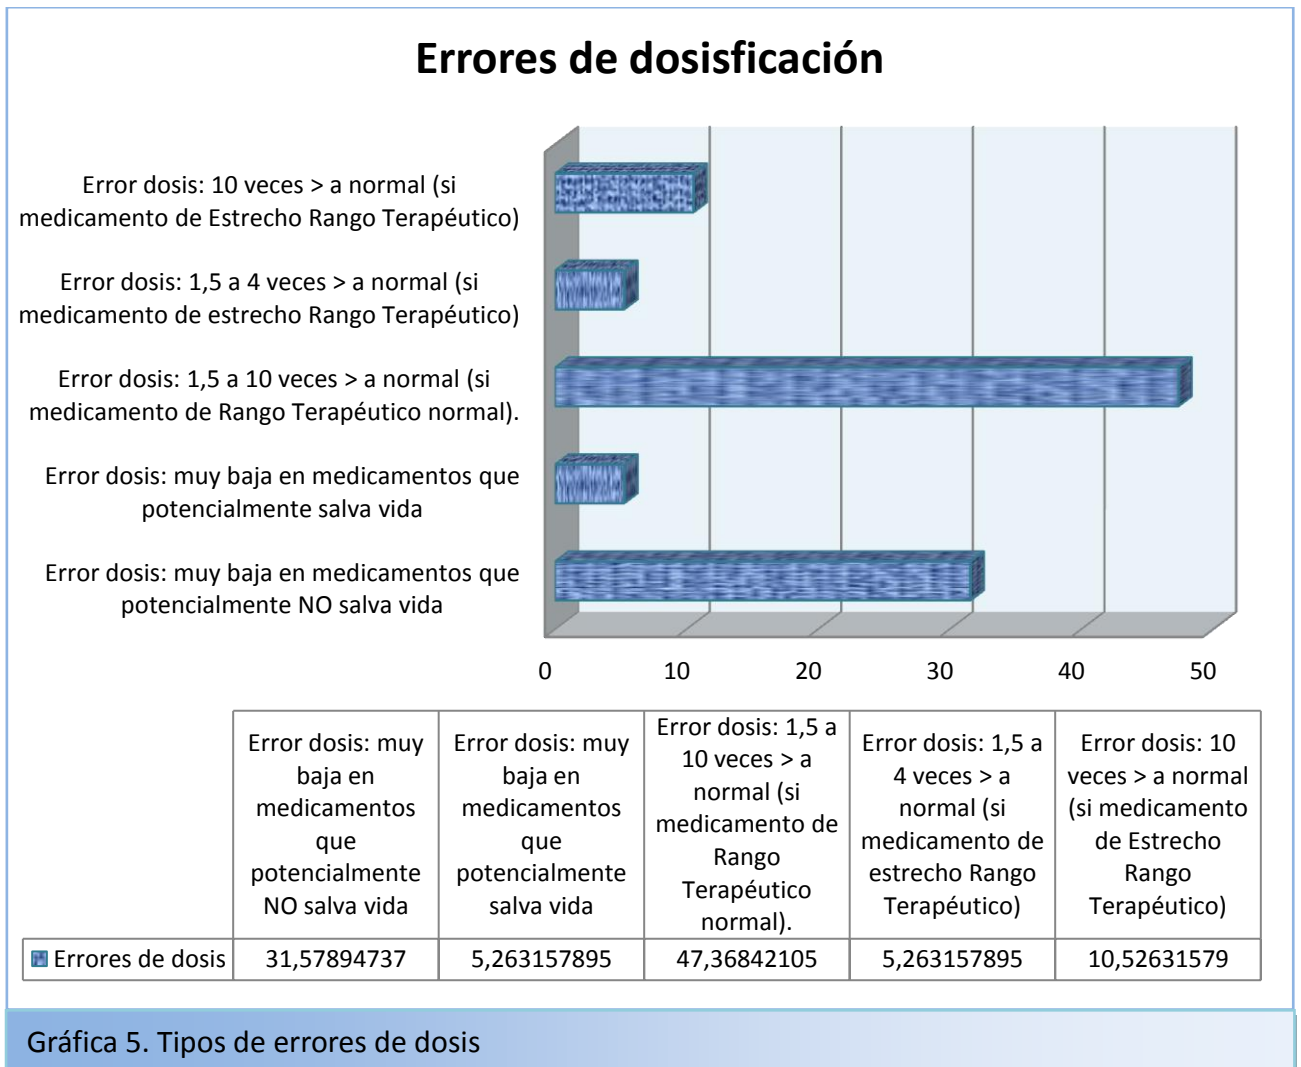 Errores de dosisficación
Error dosis: 10 veces > a normal (si
medicamento de Estrecho Rango Terapéutico)
Error dosis: 1,5 a 4 veces > a normal (si
medicamento de estrecho Rango Terapéutico)
Error dosis: 1,5 a 10 veces > a normal (si
medicamento de Rango Terapéutico normal).
Error dosis: muy baja en medicamentos que
potencialmente salva vida
Error dosis: muy baja en medicamentos que
potencialmente NO salva vida
0 10 20 30 40 50
Error dosis: muy
baja en
medicamentos
que
potencialmente
NO salva vida
Error dosis: muy
baja en
medicamentos
que
potencialmente
salva vida
Error dosis: 1,5 a
10 veces > a
normal (si
medicamento de
Rango
Terapéutico
normal).
Error dosis: 1,5 a
4 veces > a
normal (si
medicamento de
estrecho Rango
Terapéutico)
Error dosis: 10
veces > a normal
(si medicamento
de Estrecho
Rango
Terapéutico)
Errores de dosis 31,57894737 5,263157895 47,36842105 5,263157895 10,52631579
Gráfica 5. Tipos de errores de dosis